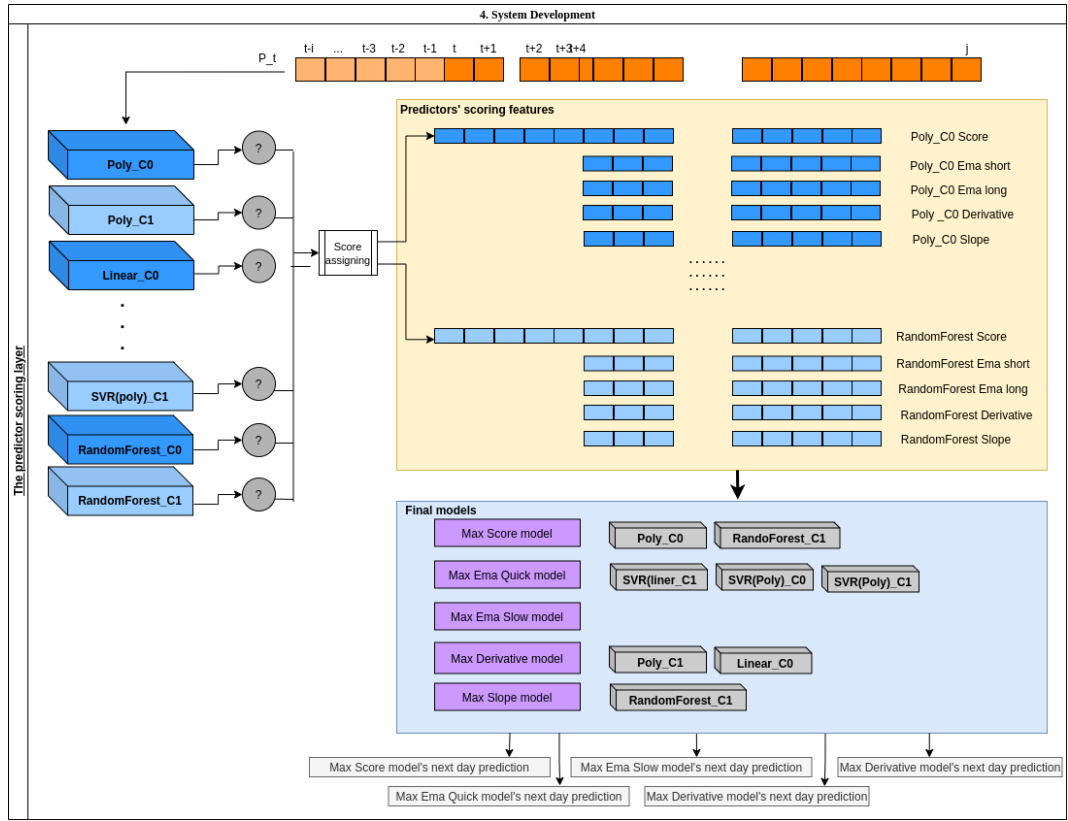 4. System Development
The predictor scoring layer
P_t
t-i ... t-3 t-2 t-1 t t+1 t+2 t+3 t+4 j
Poly_C0
?
Poly_C1
?
Linear_C0
?
.
.
.
SVR(poly)_C1
?
RandomForest_C0
?
RandomForest_C1
?
Score
assigning
Predictors' scoring features
Poly_C0 Score
Poly_C0 Ema short
Poly_C0 Ema long
Poly _C0 Derivative
Poly_C0 Slope
......
......
......
RandomForest Score
RandomForest Ema short
RandomForest Ema long
RandomForest Derivative
RandomForest Slope
Final models
Max Score model Poly_C0 RandoForest_C1
Max Ema Quick model SVR(liner_C1 SVR(Poly)_C0 SVR(Poly)_C1
Max Ema Slow model
Max Derivative model Poly_C1 Linear_C0
Max Slope model RandomForest_C1
Max Score model's next day prediction Max Ema Slow model's next day prediction Max Derivative model's next day prediction
Max Ema Quick model's next day prediction Max Derivative model's next day prediction